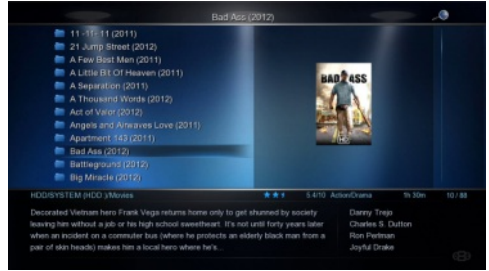 Bad Ass (2012)
11 -11- 11 (2011)
21 Jump Street (2012)
A Few Best Men (2011)
A Little Bit Of Heaven (2011)
A Separation (2011)
A Thousand Words (2012)
Act of Valor (2012)
Angels and Airwaves Love (2011)
Apartment 143 (2011)
Bad Ass (2012)
Battleground (2012)
Big Miracle (2012)
BAD ASS
HDD/SYSTEM (HDD )/Movies 5.4/10 Action/Drama 1h 30m 10 / 88
Decorated Vietnam hero Frank Vega returns home only to get shunned by society
leaving him without a job or his high school sweetheart. It's not until forty years later
when an incident on a commuter bus (where he protects an elderly black man from a
pair of skin heads) makes him a local hero where he's...
Danny Trejo
Charles S. Dutton
Ron Perlman
Joyful Drake